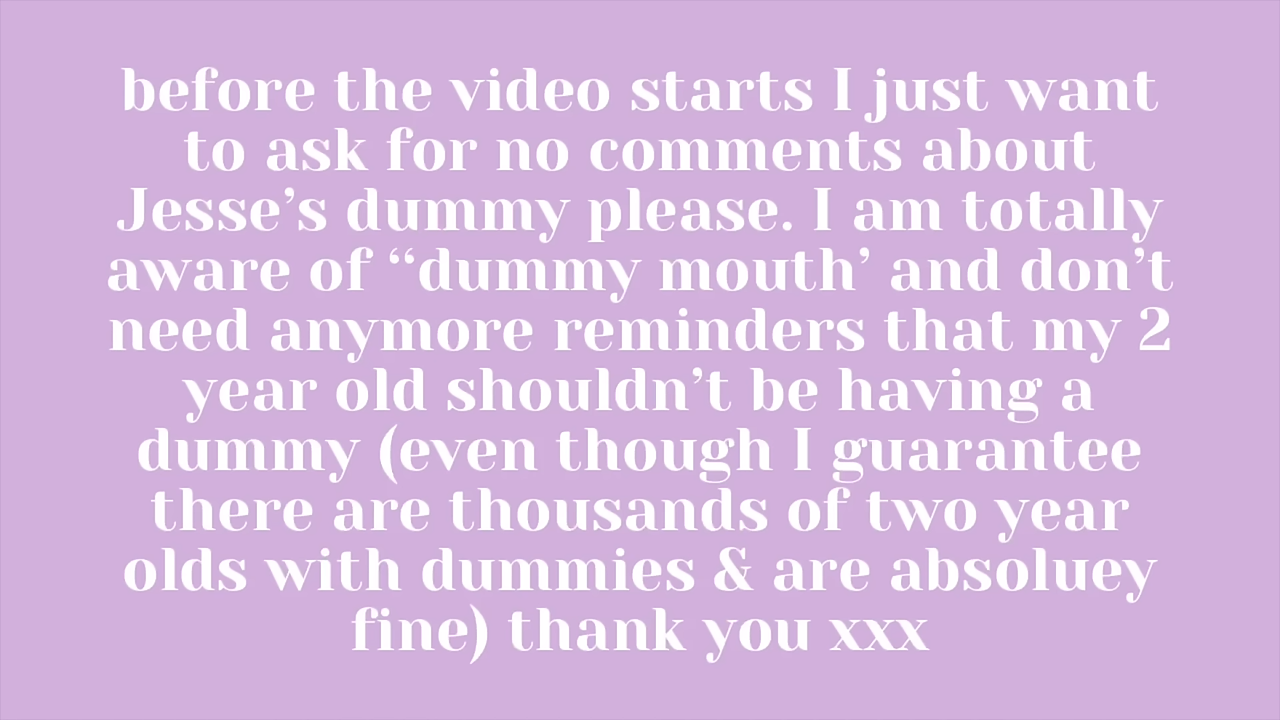 before the video starts I just want
to ask for no comments about
Jesse’s dummy please. I am totally
aware of “dummy mouth’ and don’t
need anymore reminders that my 2
year old shouldn’t be having a
dummy (even though I guarantee
there are thousands of two year
olds with dummies & are absoluey
fine) thank you xxx